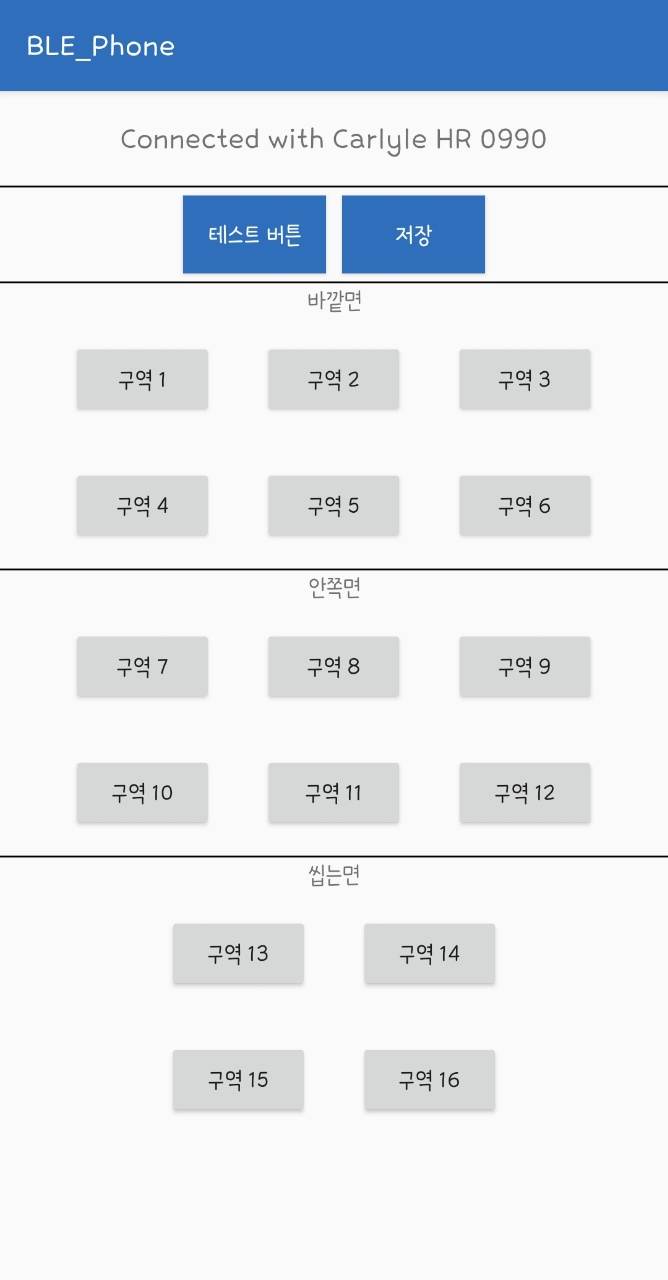 BLE_Phone
Connected with Carlyle HR 0990
테스트 버튼 저장
바깥면
구역 1 구역 2 구역 3
구역 4 구역 5 구역 6
안쪽면
구역 7 구역 8 구역 9
구역 10 구역 11 구역 12
씹는면
구역 13 구역 14
구역 15 구역 16